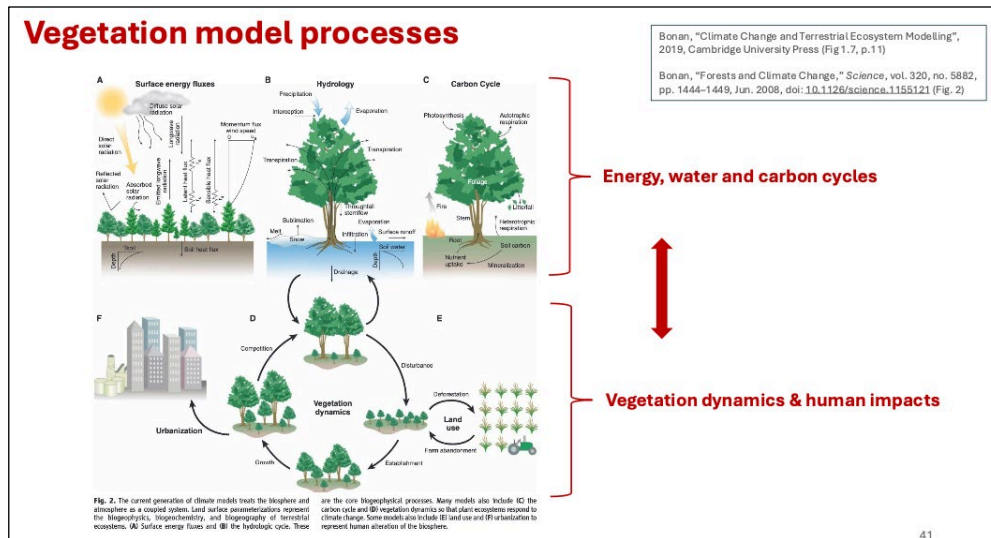 Vegetation model processes
Bonan, “Climate Change and Terrestrial Ecosystem Modelling”,
2019, Cambridge University Press (Fig 1.7, p.11)
Bonan, “Forests and Climate Change,” Science, vol. 320, no. 5882,
pp. 1444–1449, Jun. 2008, doi: 10.1126/science.1155121 (Fig. 2)
A
Surface energy fluxes
Diffuse solar
radiation
Longwave
radiation
Momentum flux
wind speed
Direct
solar
radiation
Reflected
solar
radiation
Absorbed
solar
radiation
Emitted longwave
radiation
Latent heat flux
Sensible heat flux
Soil heat flux
Depth
B
Hydrology
Precipitation
Interception
Evaporation
Transpiration
Transpiration
Throughfall
stemflow
Sublimation
Evaporation
Melt
Snow
Infiltration
Surface runoff
Soil water
Depth
Drainage
C
Carbon Cycle
Photosynthesis
Autotrophic
respiration
Foliage
Fire
Stem
Litterfall
Heterotrophic
respiration
Root
Soil carbon
Nutrient
uptake
Mineralization
Energy, water and carbon cycles
F
D
E
Competition
Disturbance
Deforestation
Vegetation
dynamics
Land
use
Urbanization
Farm abandonment
Growth
Establishment
Vegetation dynamics & human impacts
Fig. 2. The current generation of climate models treats the biosphere and
atmosphere as a coupled system. Land surface parameterizations represent
the biogeophysics, biogeochemistry, and biogeography of terrestrial
ecosystems. (A) Surface energy fluxes and (B) the hydrologic cycle. These
are the core biogeophysical processes. Many models also include (C) the
carbon cycle and (D) vegetation dynamics so that plant ecosystems respond to
climate change. Some models also include (E) land use and (F) urbanization to
represent human alteration of the biosphere.
41